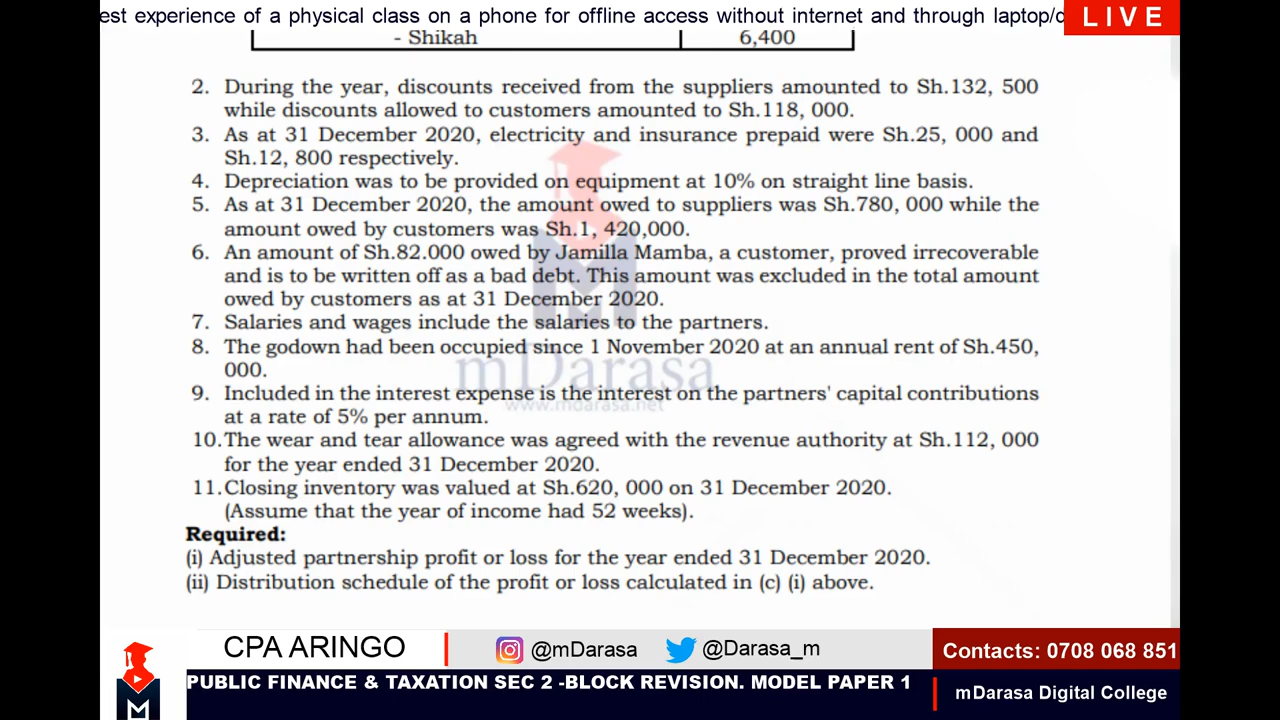 est experience of a physical class on a phone for offline access without internet and through laptop/
LIVE
- Shikah 6,400
2. During the year, discounts received from the suppliers amounted to Sh.132, 500
while discounts allowed to customers amounted to Sh.118, 000.
3. As at 31 December 2020, electricity and insurance prepaid were Sh.25, 000 and
Sh.12, 800 respectively.
4. Depreciation was to be provided on equipment at 10% on straight line basis.
5. As at 31 December 2020, the amount owed to suppliers was Sh.780, 000 while the
amount owed by customers was Sh.1, 420,000.
6. An amount of Sh.82.000 owed by Jamilla Mamba, a customer, proved irrecoverable
and is to be written off as a bad debt. This amount was excluded in the total amount
owed by customers as at 31 December 2020.
7. Salaries and wages include the salaries to the partners.
8. The godown had been occupied since 1 November 2020 at an annual rent of Sh.450,
000.
mDarasa
9. Included in the interest expense is the interest on the partners' capital contributions
www.mdarasa.net
at a rate of 5% per annum.
10.The wear and tear allowance was agreed with the revenue authority at Sh.112, 000
for the year ended 31 December 2020.
11.Closing inventory was valued at Sh.620, 000 on 31 December 2020.
(Assume that the year of income had 52 weeks).
Required:
(i) Adjusted partnership profit or loss for the year ended 31 December 2020.
(ii) Distribution schedule of the profit or loss calculated in (c) (i) above.
CPA ARINGO
@mDarasa
@Darasa_m
Contacts: 0708 068 851
PUBLIC FINANCE & TAXATION SEC 2 -BLOCK REVISION. MODEL PAPER 1
mDarasa Digital College